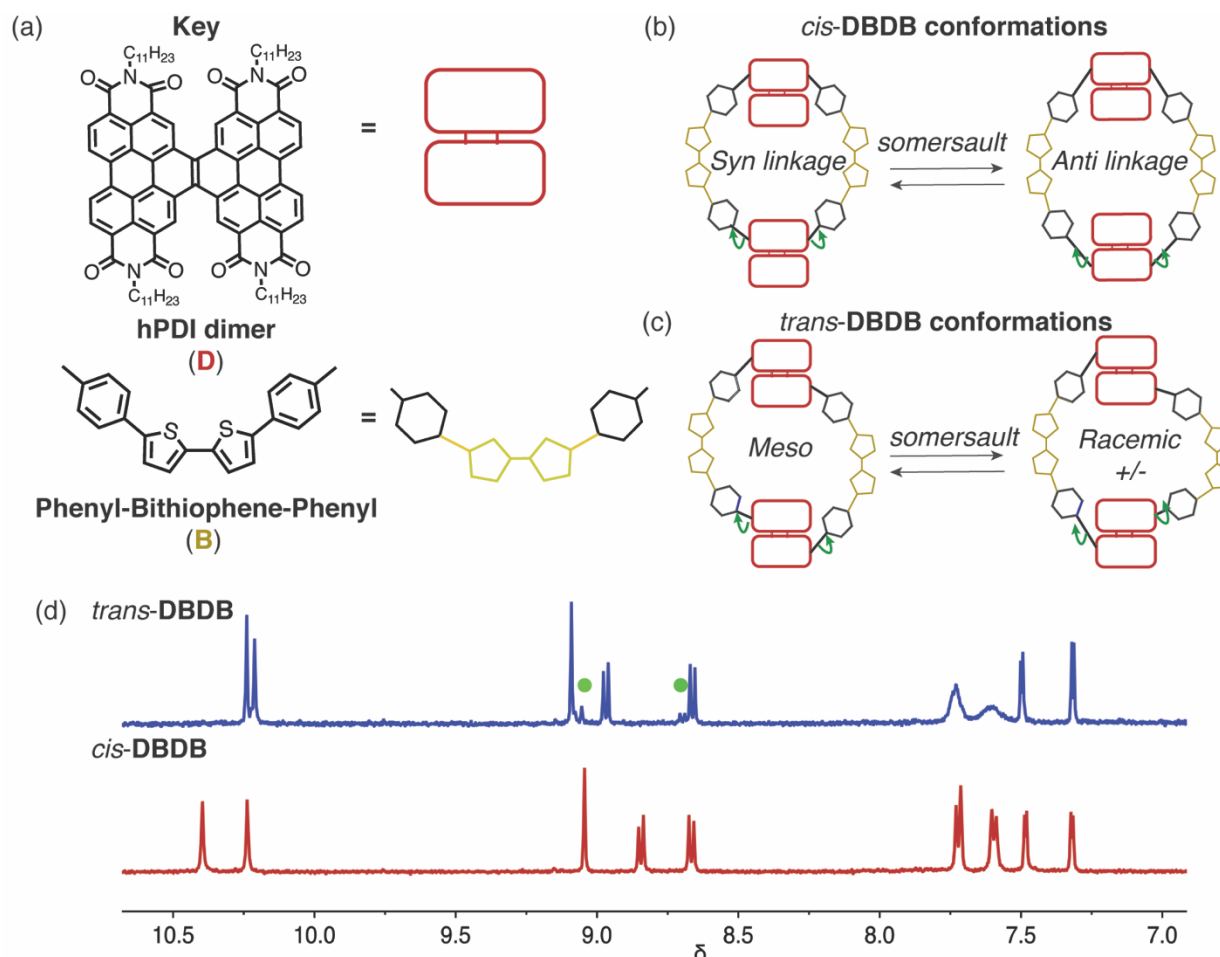 (a)
Key
C₁₁H₂₃
C₁₁H₂₃
O N O O N O
=
O N O O N O
C₁₁H₂₃
C₁₁H₂₃
hPDI dimer
(D)
S S
=
Phenyl-Bithiophene-Phenyl
(B)
(b)
cis-DBDB conformations
Syn linkage
somersault
Anti linkage
(c)
trans-DBDB conformations
Meso
somersault
Racemic
+/-
(d)
trans-DBDB
cis-DBDB
10.5 10.0 9.5 9.0 8.5 8.0 7.5 7.0
δ